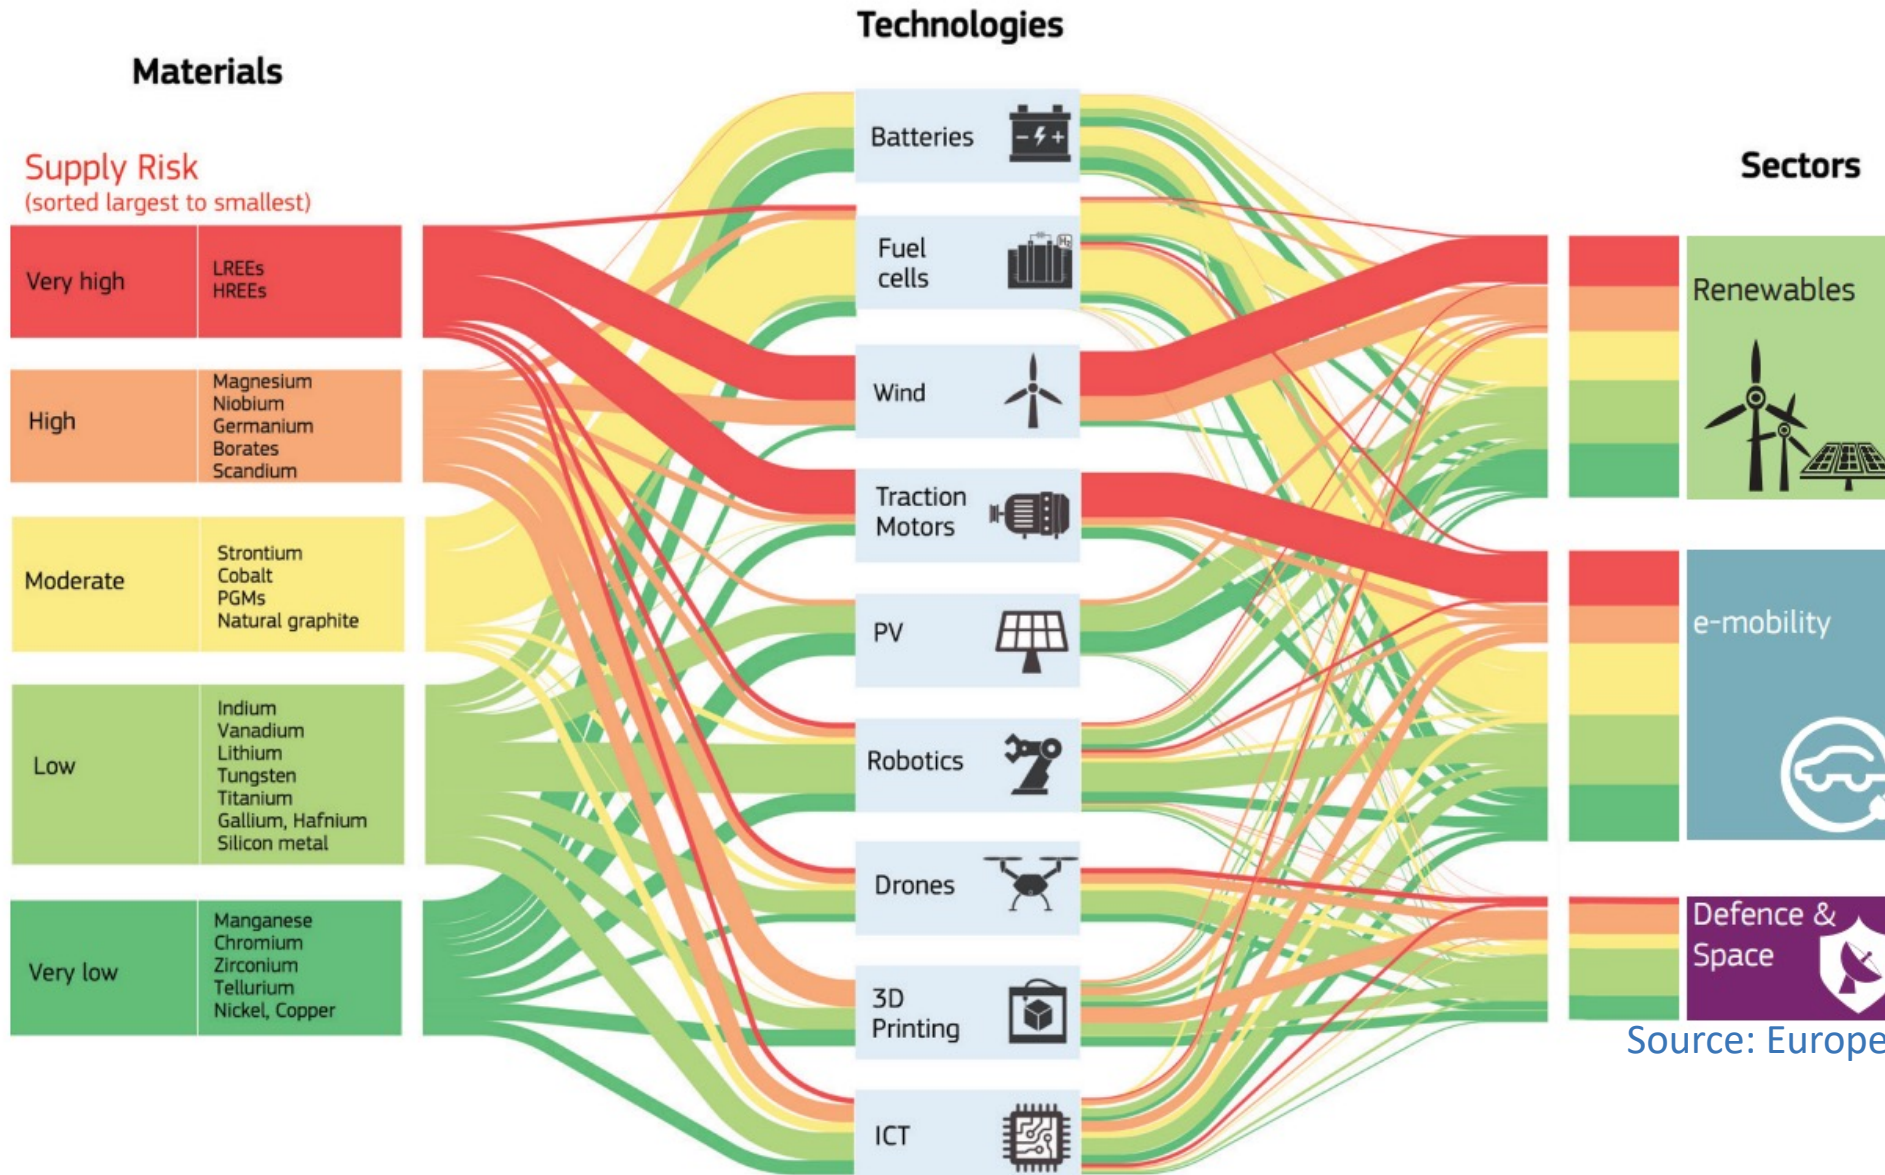 Technologies
Materials
Supply Risk
(sorted largest to smallest)
Very high
LREEs
HREEs
High
Magnesium
Niobium
Germanium
Borates
Scandium
Moderate
Strontium
Cobalt
PGMs
Natural graphite
Low
Indium
Vanadium
Lithium
Tungsten
Titanium
Gallium, Hafnium
Silicon metal
Very low
Manganese
Chromium
Zirconium
Tellurium
Nickel, Copper
Batteries
Fuel
cells
H₂
Wind
Traction
Motors
PV
Robotics
Drones
3D
Printing
ICT
Sectors
Renewables
e-mobility
Defence &
Space
Source: Europe